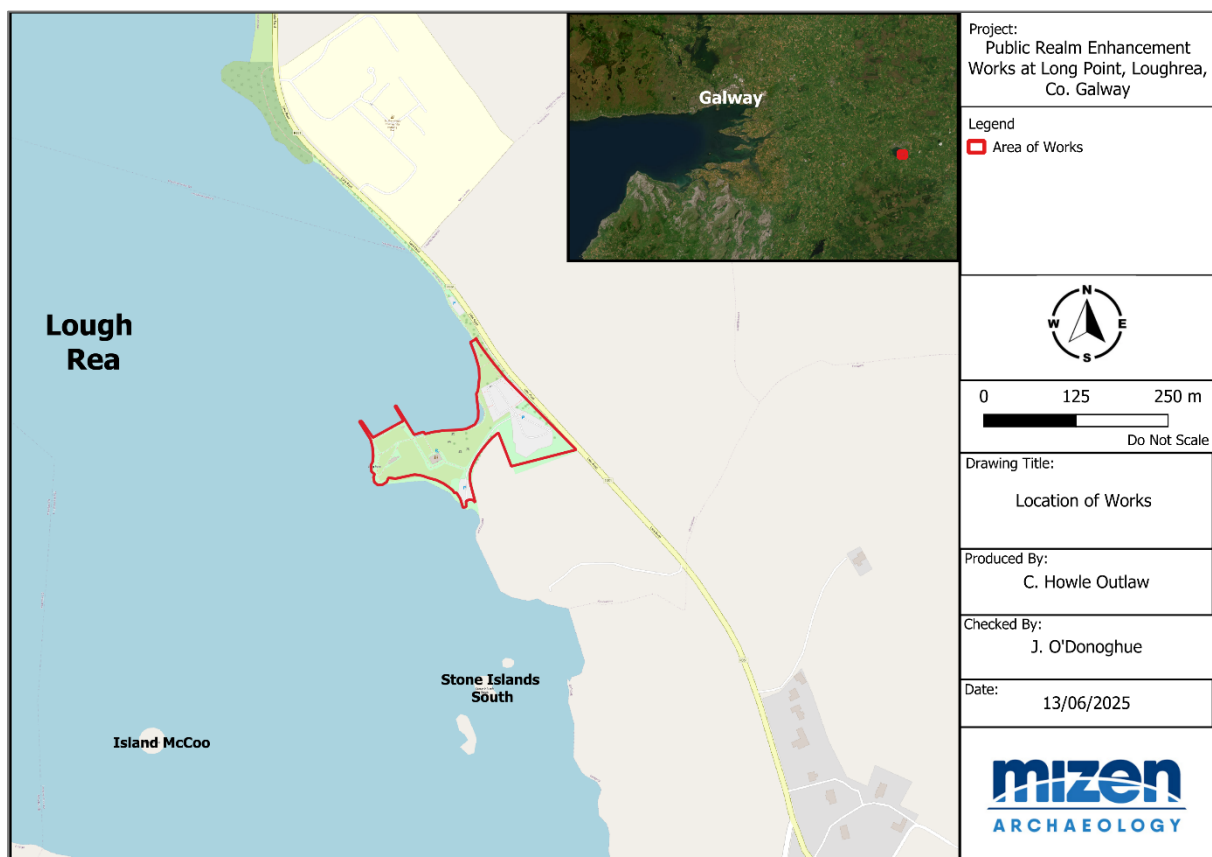 Galway
Lough
Rea
Stone Islands
South
Island McCoo
Project:
Public Realm Enhancement
Works at Long Point, Loughrea,
Co. Galway
Legend
Area of Works
N
W
E
S
0 125 250 m
Do Not Scale
Drawing Title:
Location of Works
Produced By:
C. Howle Outlaw
Checked By:
J. O'Donoghue
Date:
13/06/2025
mizen
ARCHAEOLOGY